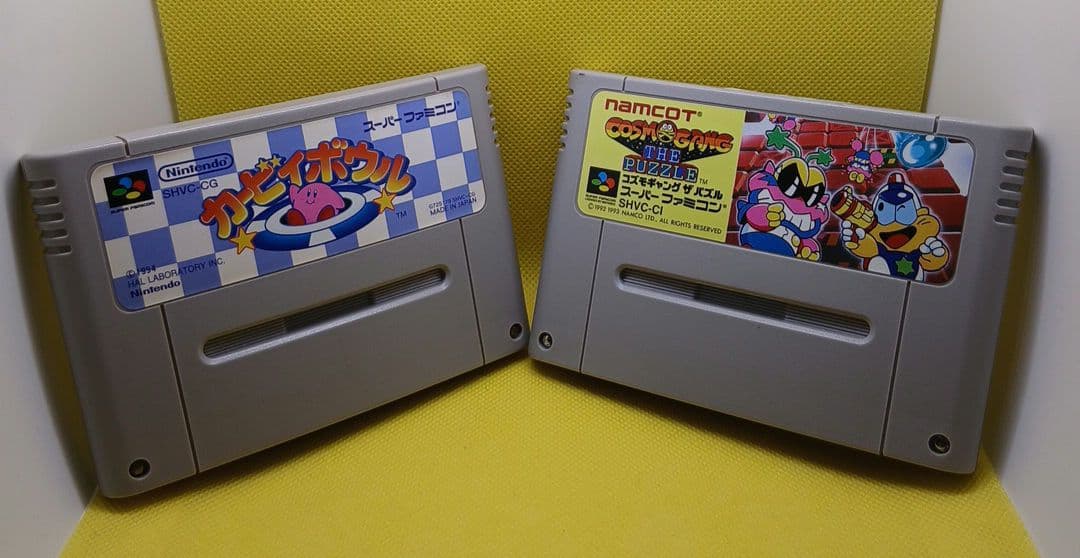 スーパーファミコン
Nintendo
SHVC-CG
SUPER FAMICOM
カービィボウル
TM
MADE IN JAPAN
©1994
HAL LABORATORY INC.
Nintendo
namcoT®
COSMO GANG
THE
PUZZLE™
コズモギャング ザ パズル
スーパーファミコン®
SHVC-CI
© 1992 1993 NAMCO LTD., ALL RIGHTS RESERVED